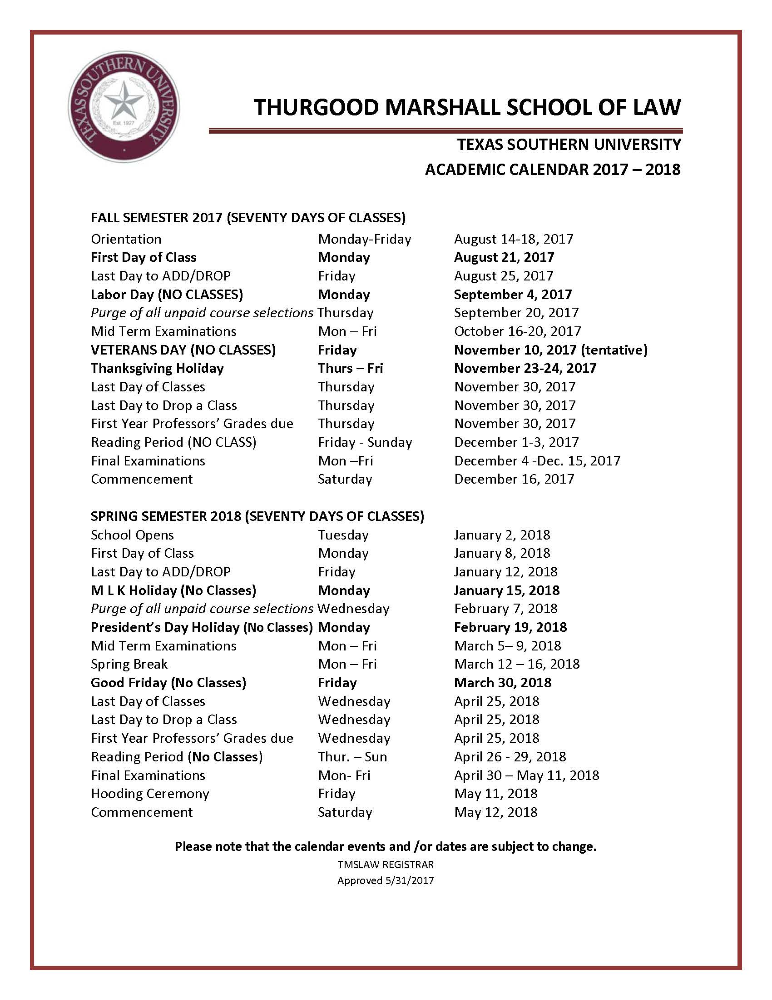 TEXAS SOUTHERN UNIVERSITY
Est. 1927
THURGOOD MARSHALL SCHOOL OF LAW
TEXAS SOUTHERN UNIVERSITY
ACADEMIC CALENDAR 2017 – 2018
FALL SEMESTER 2017 (SEVENTY DAYS OF CLASSES)
Orientation Monday-Friday August 14-18, 2017
First Day of Class Monday August 21, 2017
Last Day to ADD/DROP Friday August 25, 2017
Labor Day (NO CLASSES) Monday September 4, 2017
Purge of all unpaid course selections Thursday September 20, 2017
Mid Term Examinations Mon – Fri October 16-20, 2017
VETERANS DAY (NO CLASSES) Friday November 10, 2017 (tentative)
Thanksgiving Holiday Thurs – Fri November 23-24, 2017
Last Day of Classes Thursday November 30, 2017
Last Day to Drop a Class Thursday November 30, 2017
First Year Professors’ Grades due Thursday November 30, 2017
Reading Period (NO CLASS) Friday - Sunday December 1-3, 2017
Final Examinations Mon –Fri December 4 -Dec. 15, 2017
Commencement Saturday December 16, 2017
SPRING SEMESTER 2018 (SEVENTY DAYS OF CLASSES)
School Opens Tuesday January 2, 2018
First Day of Class Monday January 8, 2018
Last Day to ADD/DROP Friday January 12, 2018
M L K Holiday (No Classes) Monday January 15, 2018
Purge of all unpaid course selections Wednesday February 7, 2018
President’s Day Holiday (No Classes) Monday February 19, 2018
Mid Term Examinations Mon – Fri March 5– 9, 2018
Spring Break Mon – Fri March 12 – 16, 2018
Good Friday (No Classes) Friday March 30, 2018
Last Day of Classes Wednesday April 25, 2018
Last Day to Drop a Class Wednesday April 25, 2018
First Year Professors’ Grades due Wednesday April 25, 2018
Reading Period (No Classes) Thur. – Sun April 26 - 29, 2018
Final Examinations Mon- Fri April 30 – May 11, 2018
Hooding Ceremony Friday May 11, 2018
Commencement Saturday May 12, 2018
Please note that the calendar events and /or dates are subject to change.
TMSLAW REGISTRAR
Approved 5/31/2017